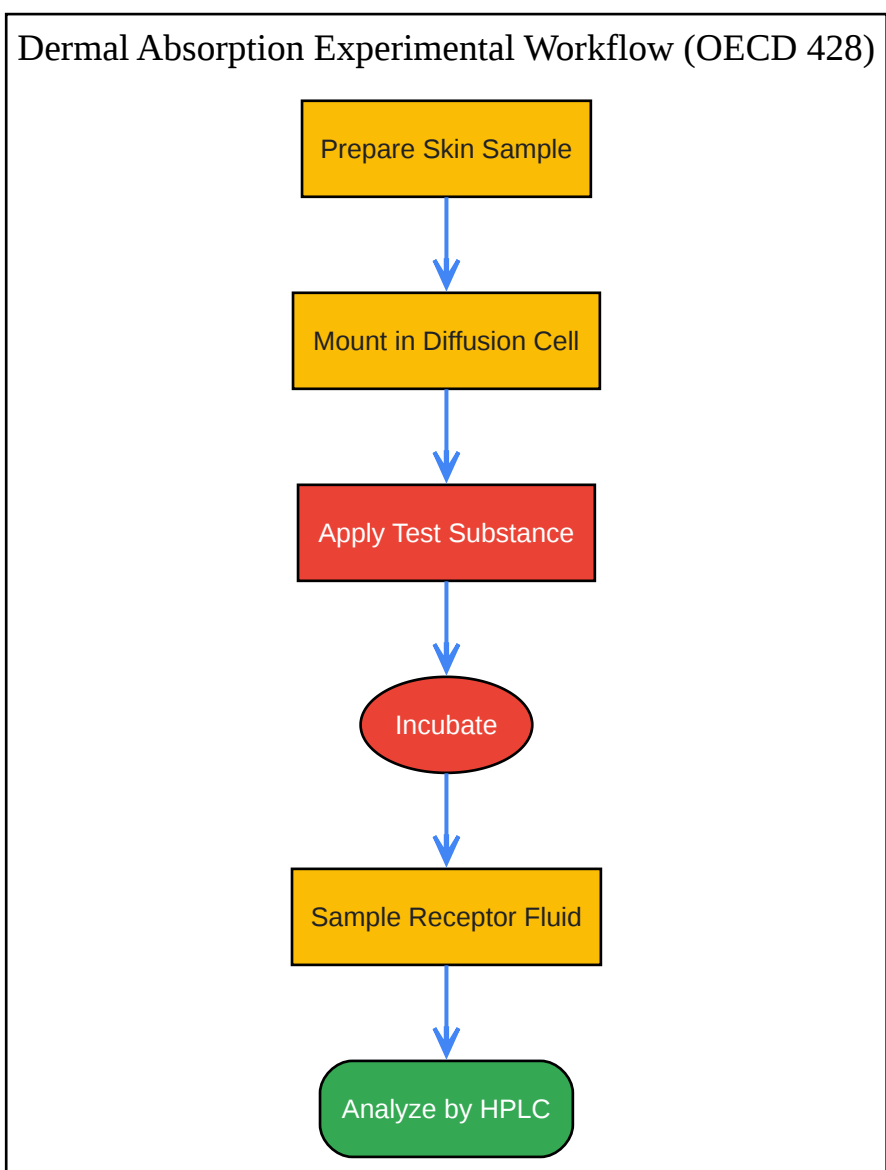 Dermal Absorption Experimental Workflow (OECD 428)
Prepare Skin Sample
Mount in Diffusion Cell
Apply Test Substance
Incubate
Sample Receptor Fluid
Analyze by HPLC